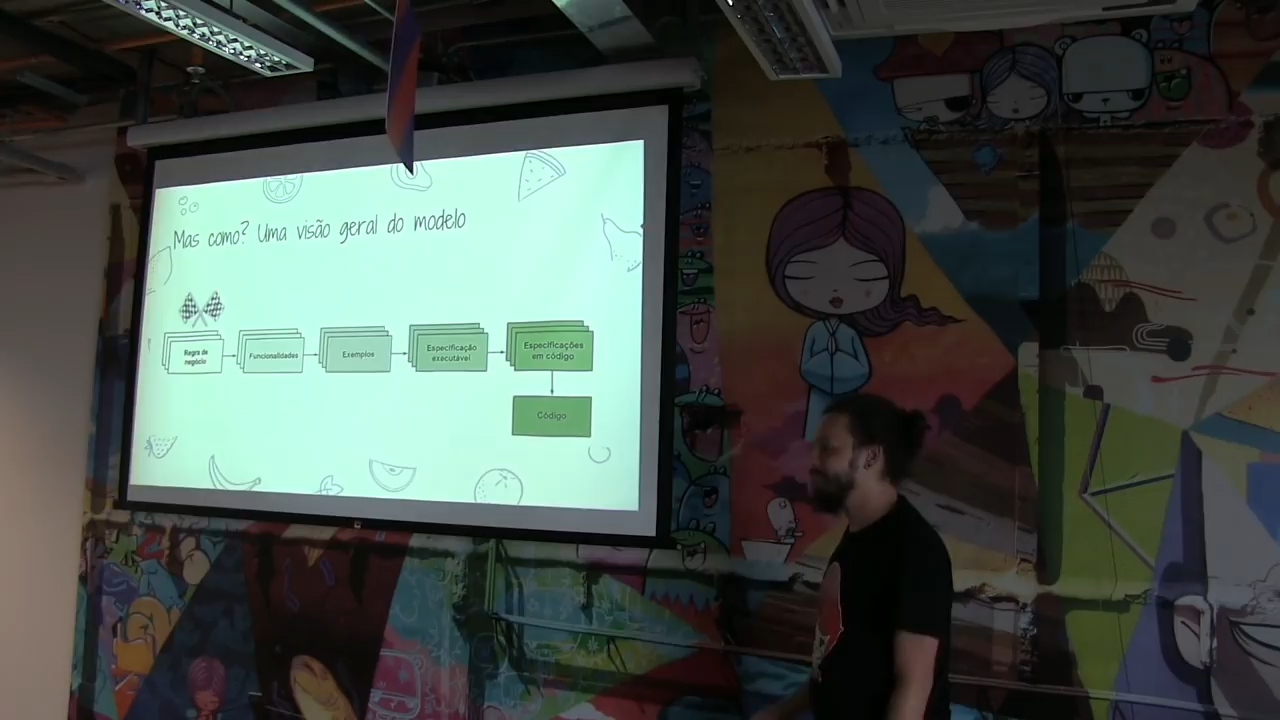 Mas como? Uma visão geral do modelo
Regra de
negócio
Funcionalidades
Exemplos
Especificação
executável
Especificações
em código
Código